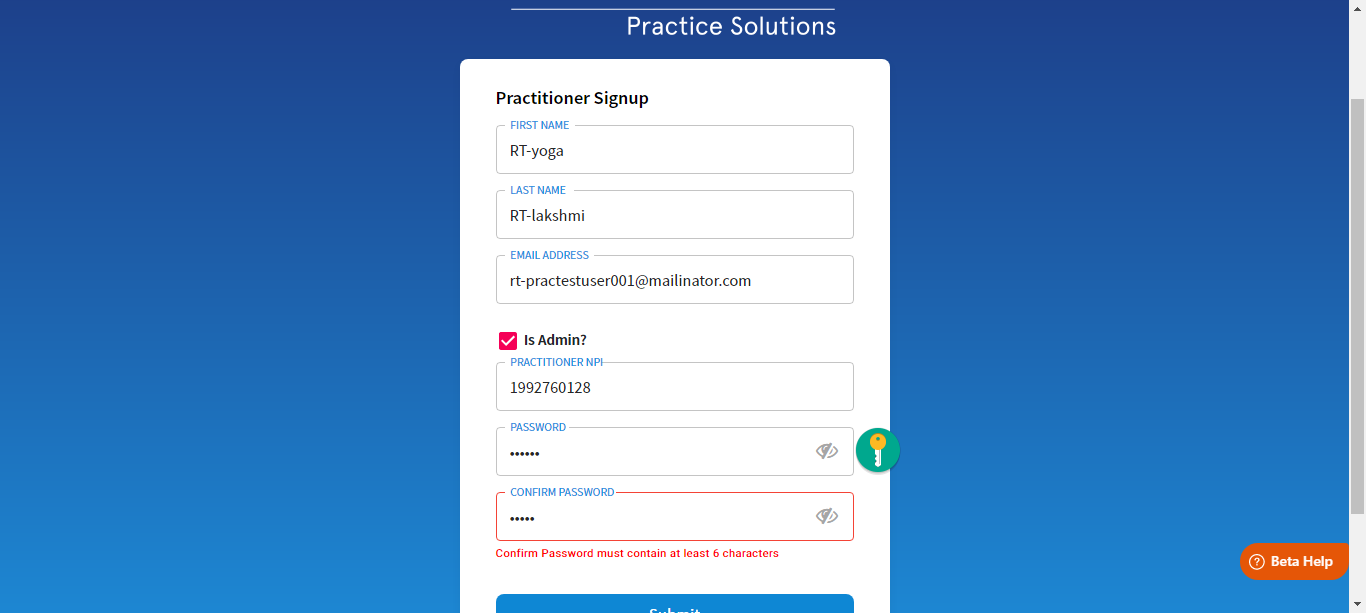 Practice Solutions
Practitioner Signup
FIRST NAME
RT-yoga
LAST NAME
RT-lakshmi
EMAIL ADDRESS
rt-practestuser001@mailinator.com
Is Admin?
PRACTITIONER NPI
1992760128
PASSWORD
••••••
CONFIRM PASSWORD
•••••
Confirm Password must contain at least 6 characters
Submit
? Beta Help